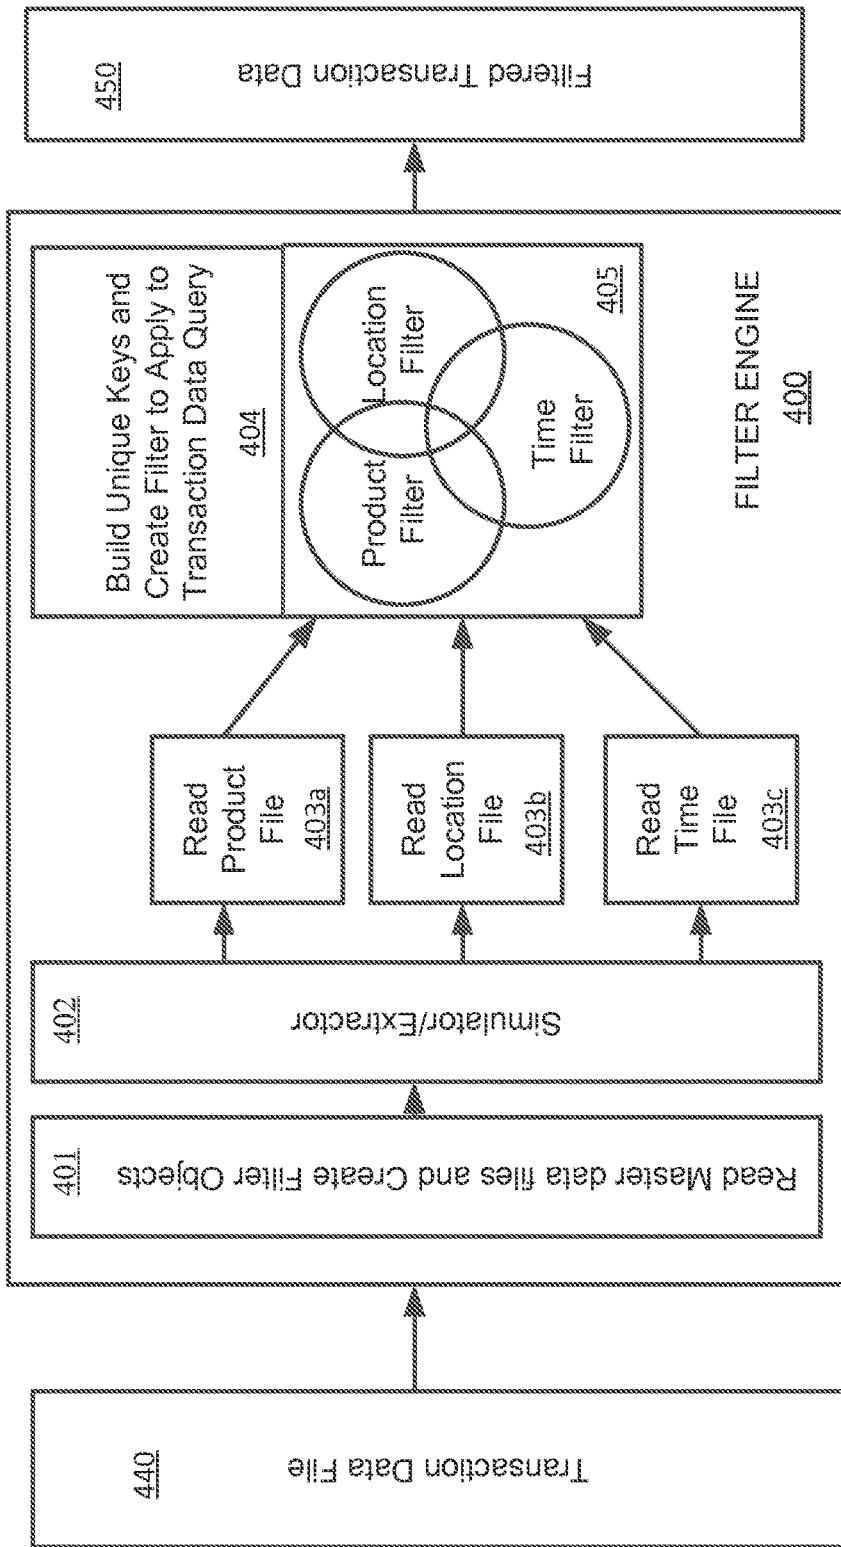 440
Transaction Data File
401
Read Master data files and Create Filter Objects
402
Simulator/Extractor
Read
Product
File
403a
Read
Location
File
403b
Read
Time
File
403c
Build Unique Keys and
Create Filter to Apply to
Transaction Data Query
404
Product
Filter
Location
Filter
Time
Filter
405
FILTER ENGINE
400
450
Filtered Transaction Data